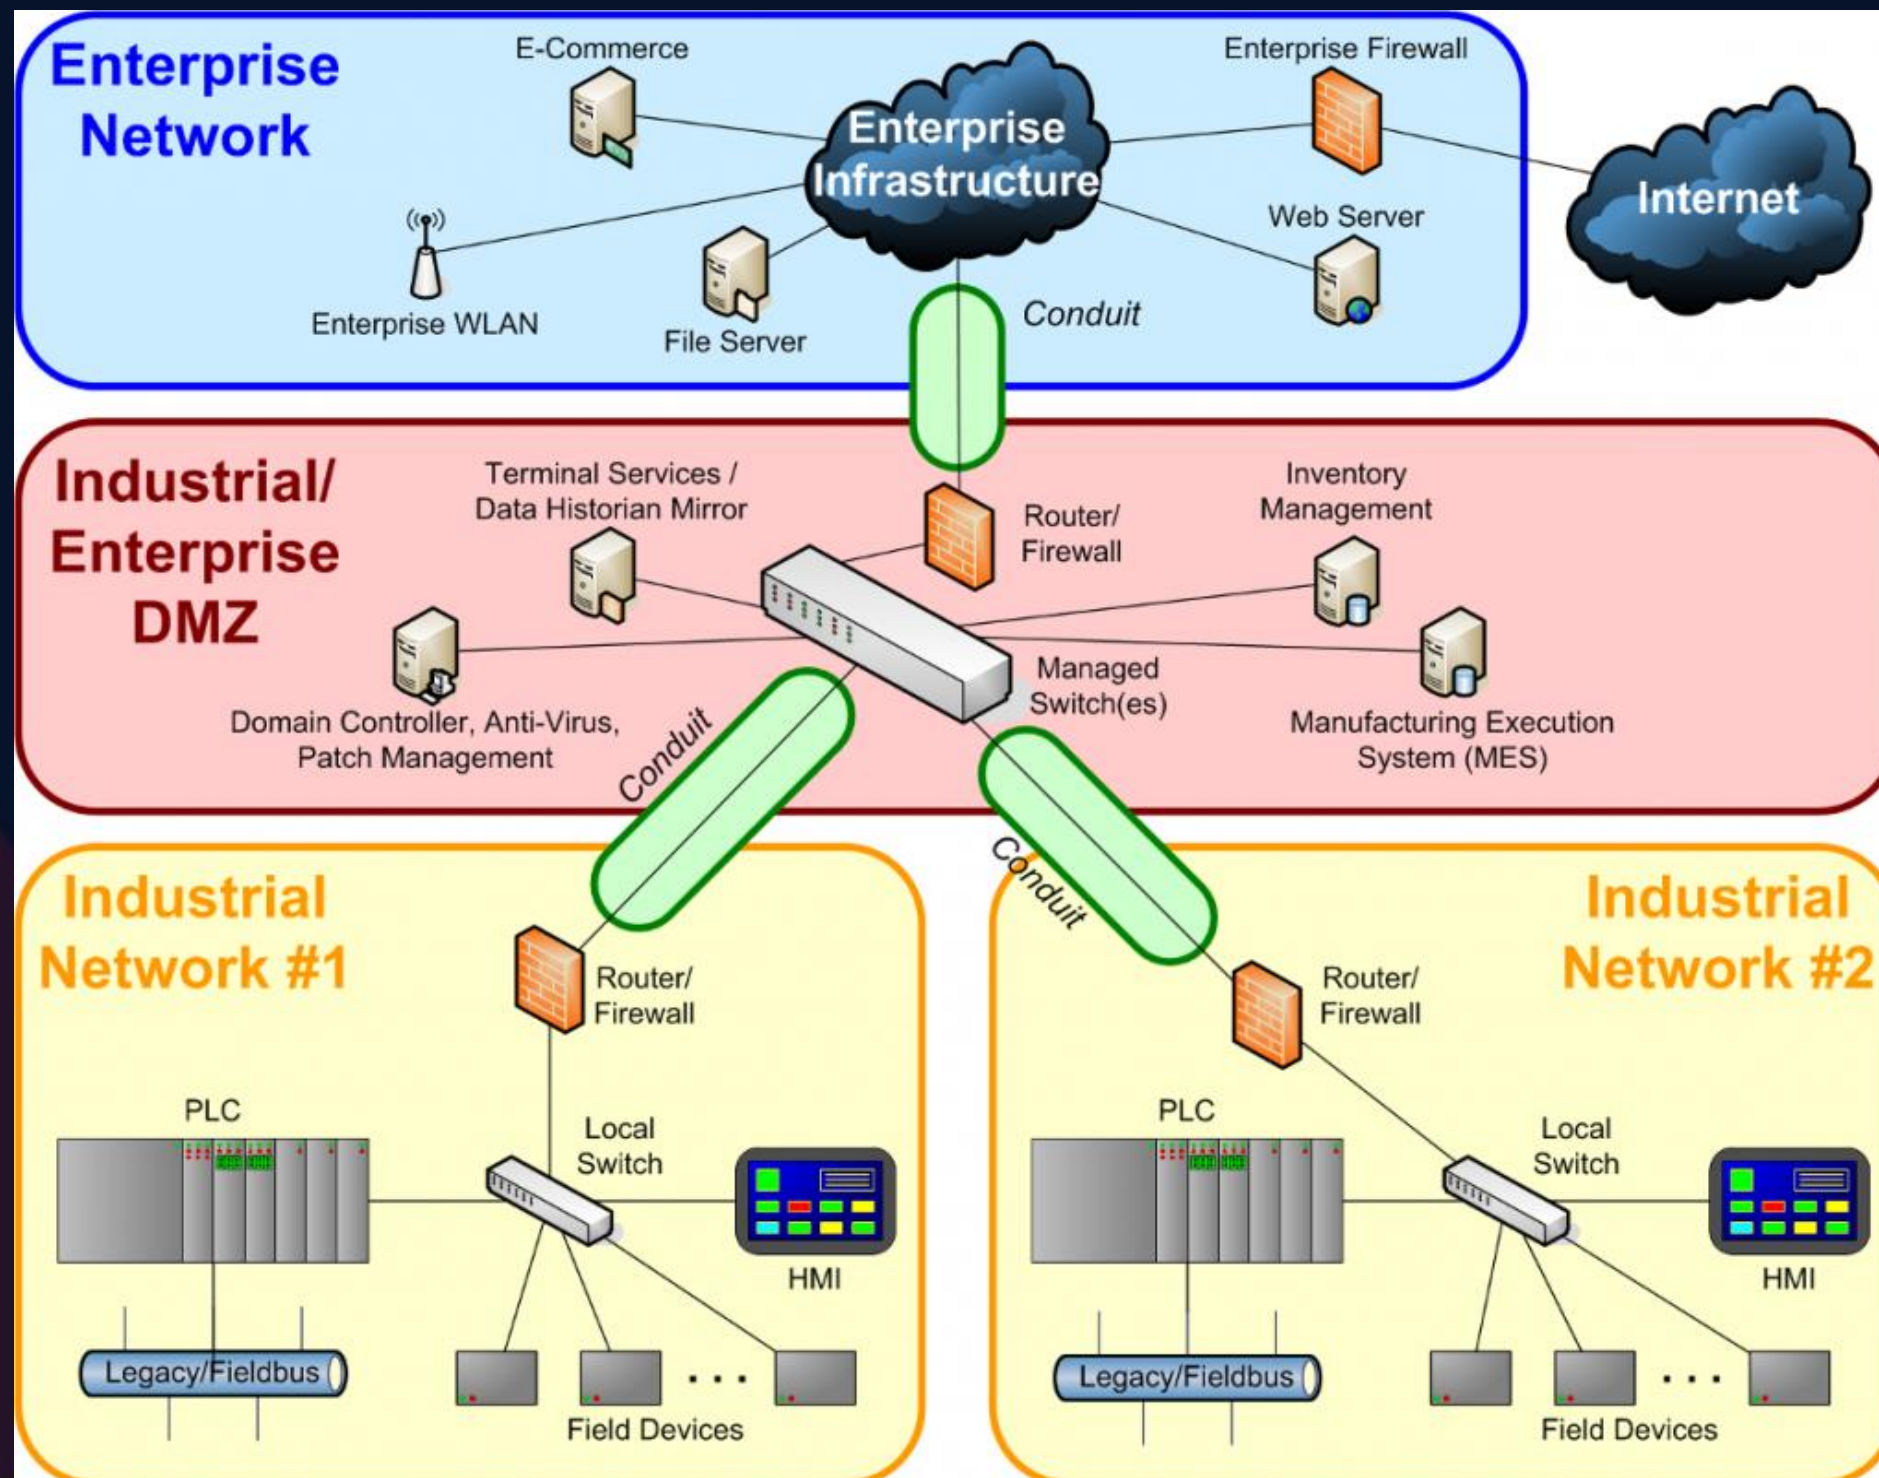 Enterprise
Network
E-Commerce
Enterprise
Infrastructure
Enterprise Firewall
Internet
Web Server
Enterprise WLAN
File Server
Conduit
Industrial/
Enterprise
DMZ
Terminal Services /
Data Historian Mirror
Router/
Firewall
Inventory
Management
Domain Controller, Anti-Virus,
Patch Management
Managed
Switch(es)
Manufacturing Execution
System (MES)
Conduit
Conduit
Industrial
Network #1
Router/
Firewall
PLC
Local
Switch
HMI
Legacy/Fieldbus
. . .
Field Devices
Industrial
Network #2
Router/
Firewall
PLC
Local
Switch
HMI
Legacy/Fieldbus
. . .
Field Devices